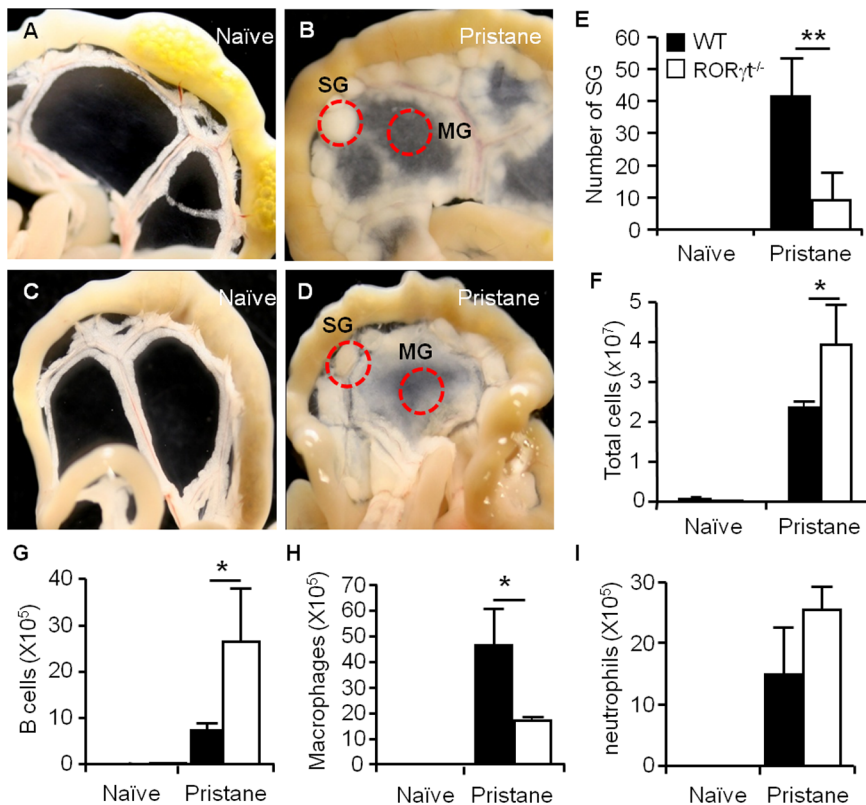 A
Naïve
B
Pristane
SG
MG
C
Naïve
D
Pristane
SG
MG
E
WT
RORγt-/-
**
Number of SG
60
50
40
30
20
10
0
Naïve
Pristane
F
*
Total cells (x10⁷)
5
4
3
2
1
0
Naïve
Pristane
G
*
B cells (X10⁵)
40
30
20
10
0
Naïve
Pristane
H
*
Macrophages (X10⁵)
70
60
50
40
30
20
10
0
Naïve
Pristane
I
neutrophils (X10⁵)
30
20
10
0
Naïve
Pristane